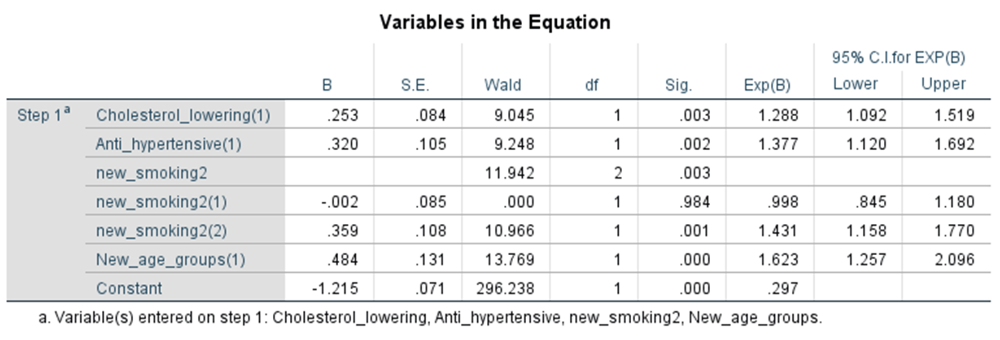 Variables in the Equation
95% C.I.for EXP(B)
B S.E. Wald df Sig. Exp(B) Lower Upper
Step 1a Cholesterol_lowering(1) .253 .084 9.045 1 .003 1.288 1.092 1.519
Anti_hypertensive(1) .320 .105 9.248 1 .002 1.377 1.120 1.692
new_smoking2 11.942 2 .003
new_smoking2(1) -.002 .085 .000 1 .984 .998 .845 1.180
new_smoking2(2) .359 .108 10.966 1 .001 1.431 1.158 1.770
New_age_groups(1) .484 .131 13.769 1 .000 1.623 1.257 2.096
Constant -1.215 .071 296.238 1 .000 .297
a. Variable(s) entered on step 1: Cholesterol_lowering, Anti_hypertensive, new_smoking2, New_age_groups.